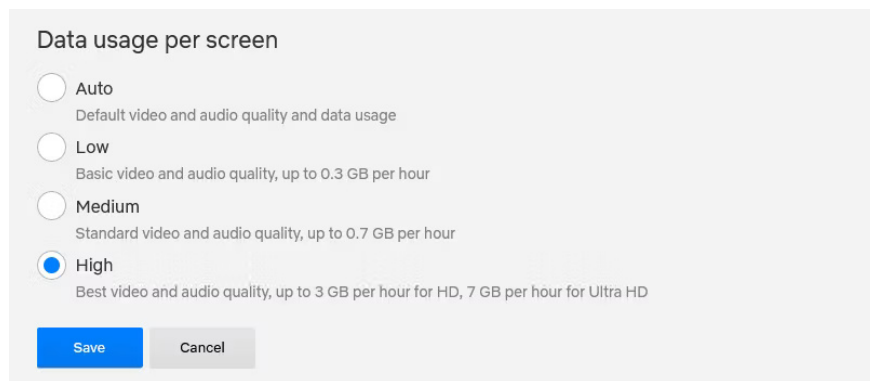 Data usage per screen
Auto
Default video and audio quality and data usage
Low
Basic video and audio quality, up to 0.3 GB per hour
Medium
Standard video and audio quality, up to 0.7 GB per hour
High
Best video and audio quality, up to 3 GB per hour for HD, 7 GB per hour for Ultra HD
Save Cancel